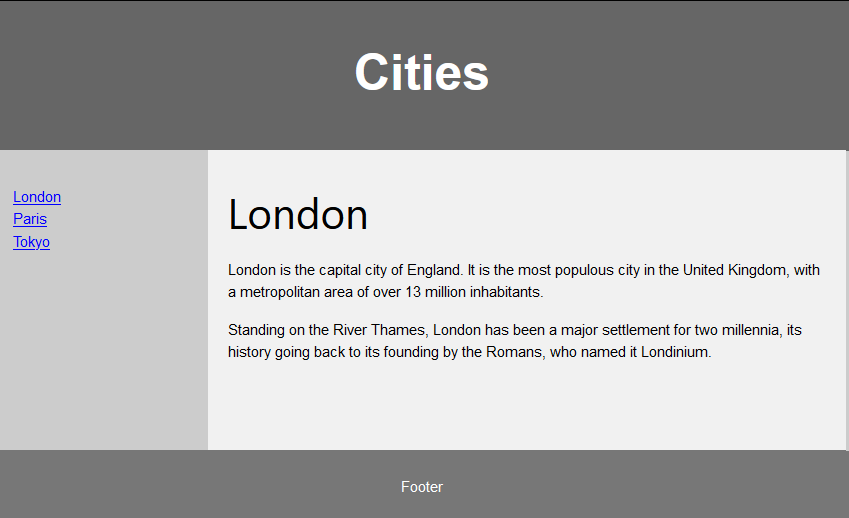 Cities
London
Paris
Tokyo
London
London is the capital city of England. It is the most populous city in the United Kingdom, with
a metropolitan area of over 13 million inhabitants.
Standing on the River Thames, London has been a major settlement for two millennia, its
history going back to its founding by the Romans, who named it Londinium.
Footer